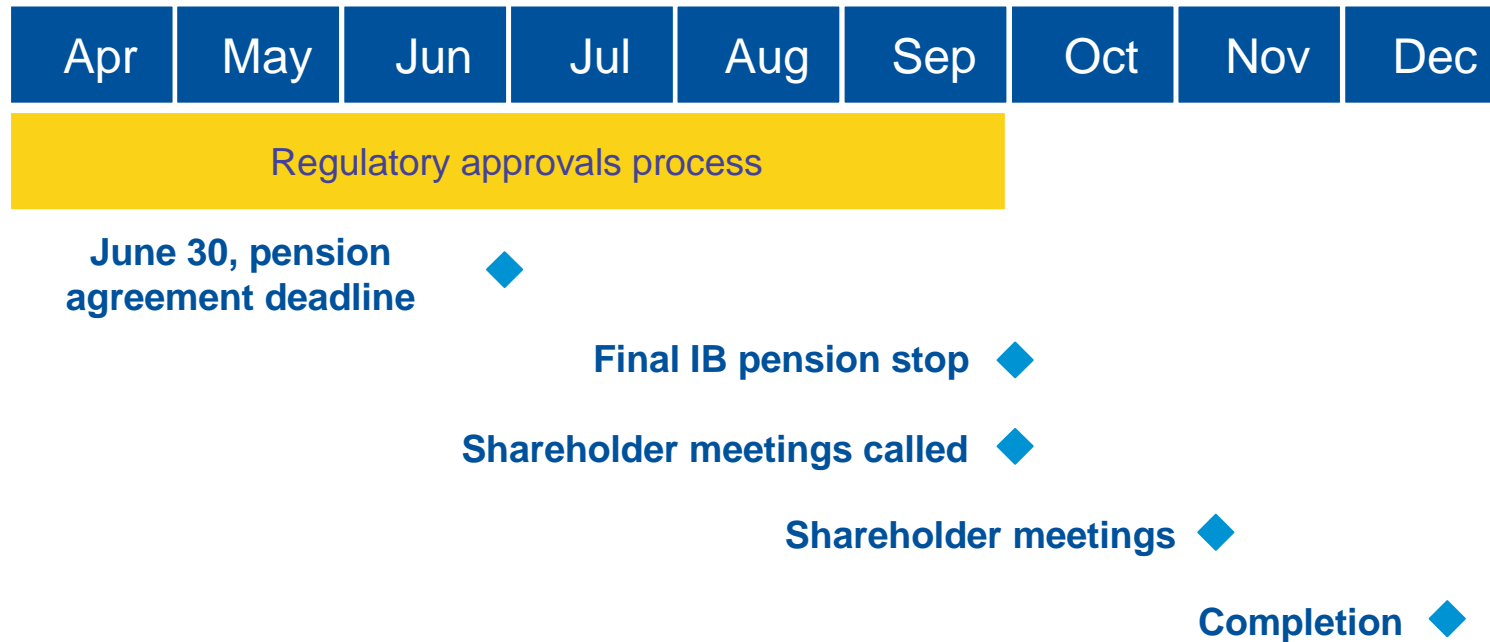 Apr May Jun Jul Aug Sep Oct Nov Dec
Regulatory approvals process
June 30, pension
agreement deadline
Final IB pension stop
Shareholder meetings called
Shareholder meetings
Completion